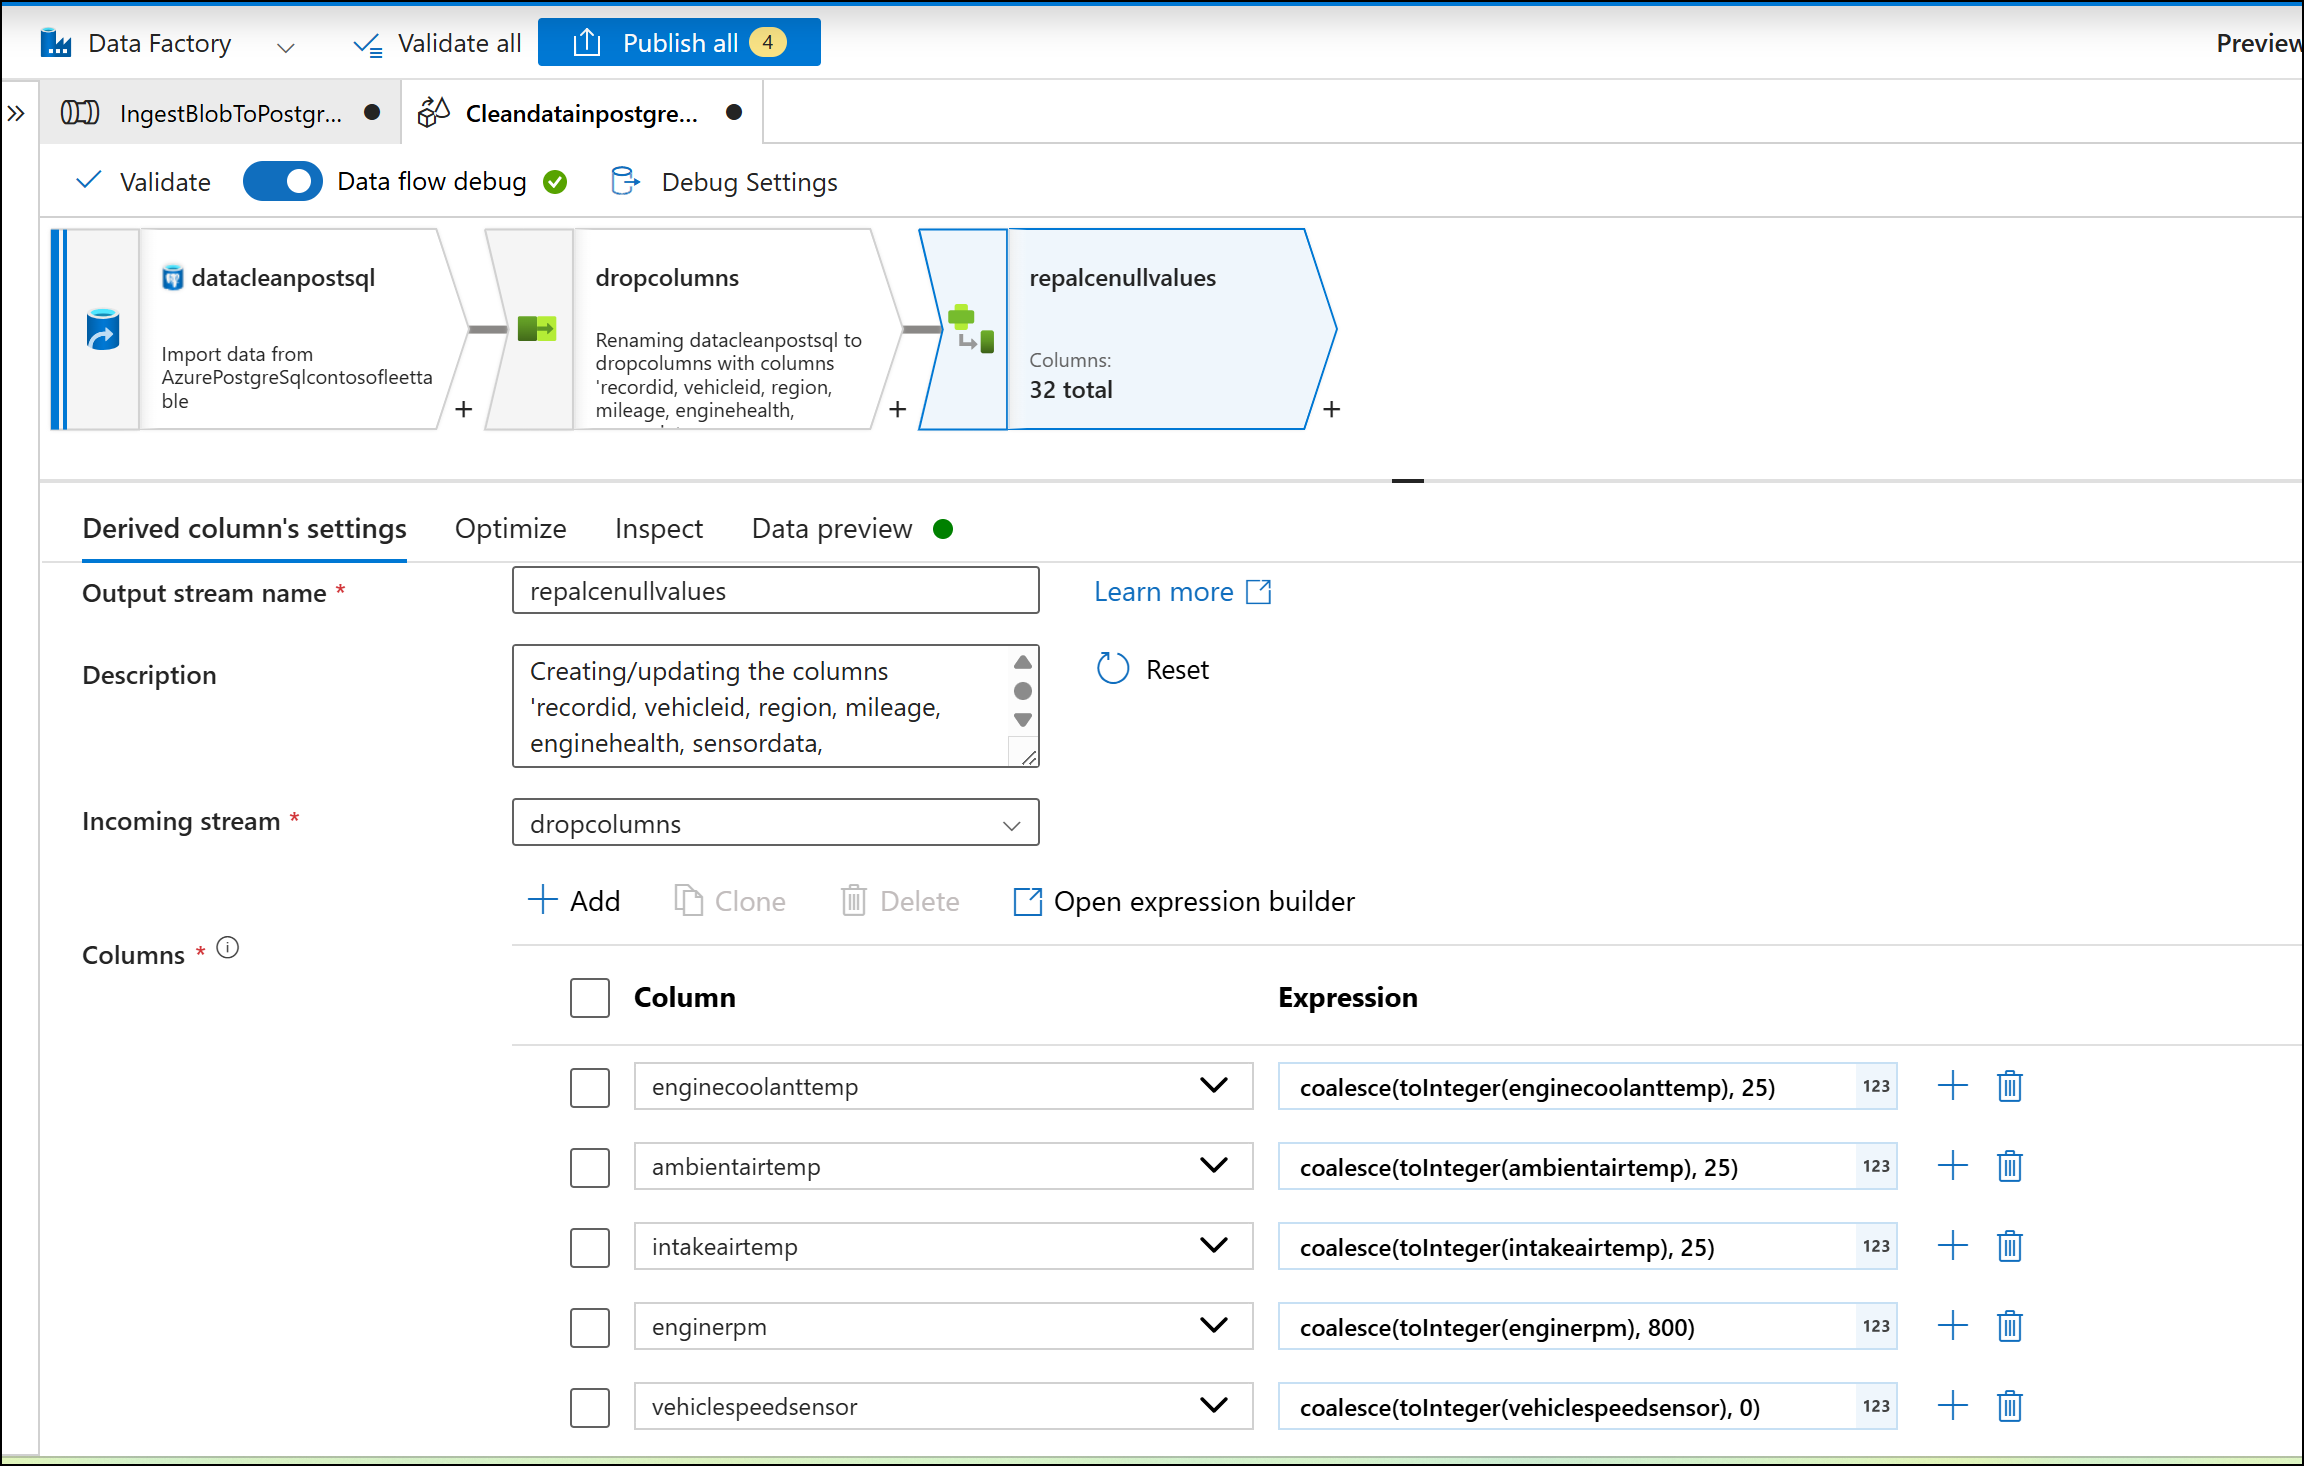 Data Factory
Validate all
Publish all 4
Preview
IngestBlobToPostgr...
Cleandatainpostgre...
Validate
Data flow debug
Debug Settings
datacleanpostsql
Import data from
AzurePostgreSqlcontosofleetta
ble
+
dropcolumns
Renaming datacleanpostsql to
dropcolumns with columns
'recordid, vehicleid, region,
mileage, enginehealth,
+
repalcenullvalues
Columns:
32 total
+
Derived column's settings
Optimize
Inspect
Data preview
Output stream name *
repalcenullvalues
Learn more
Description
Creating/updating the columns
'recordid, vehicleid, region, mileage,
enginehealth, sensordata,
Reset
Incoming stream *
dropcolumns
Add
Clone
Delete
Open expression builder
Columns *
Column
Expression
enginecoolanttemp
coalesce(toInteger(enginecoolanttemp), 25)
123
ambientairtemp
coalesce(toInteger(ambientairtemp), 25)
123
intakeairtemp
coalesce(toInteger(intakeairtemp), 25)
123
enginerpm
coalesce(toInteger(enginerpm), 800)
123
vehiclespeedsensor
coalesce(toInteger(vehiclespeedsensor), 0)
123